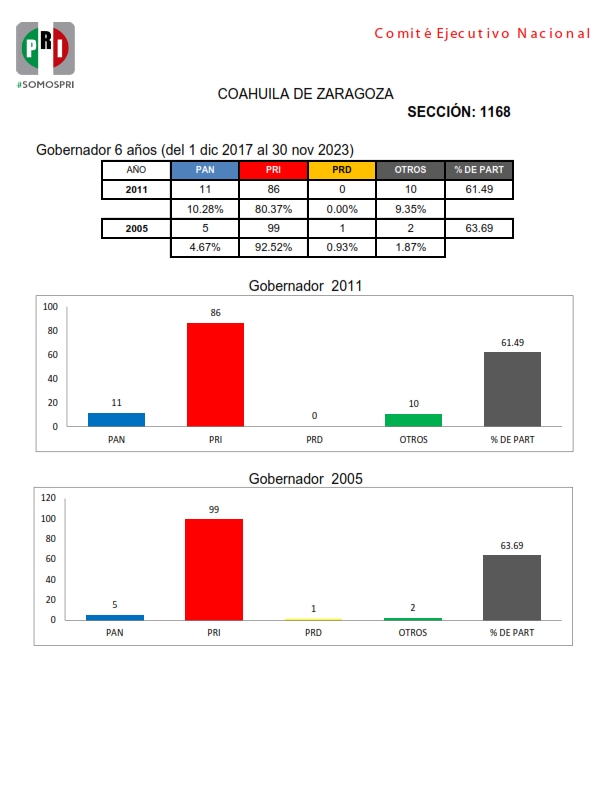 PRI
Comité Ejecutivo Nacional
#SOMOSPRI
COAHUILA DE ZARAGOZA
SECCIÓN: 1168
Gobernador 6 años (del 1 dic 2017 al 30 nov 2023)
AÑO PAN PRI PRD OTROS % DE PART
2011 11 86 0 10 61.49
10.28% 80.37% 0.00% 9.35%
2005 5 99 1 2 63.69
4.67% 92.52% 0.93% 1.87%
Gobernador 2011
100
80
60
40
20
0
11 86 0 10 61.49
PAN PRI PRD OTROS % DE PART
Gobernador 2005
120
100
80
60
40
20
0
5 99 1 2 63.69
PAN PRI PRD OTROS % DE PART